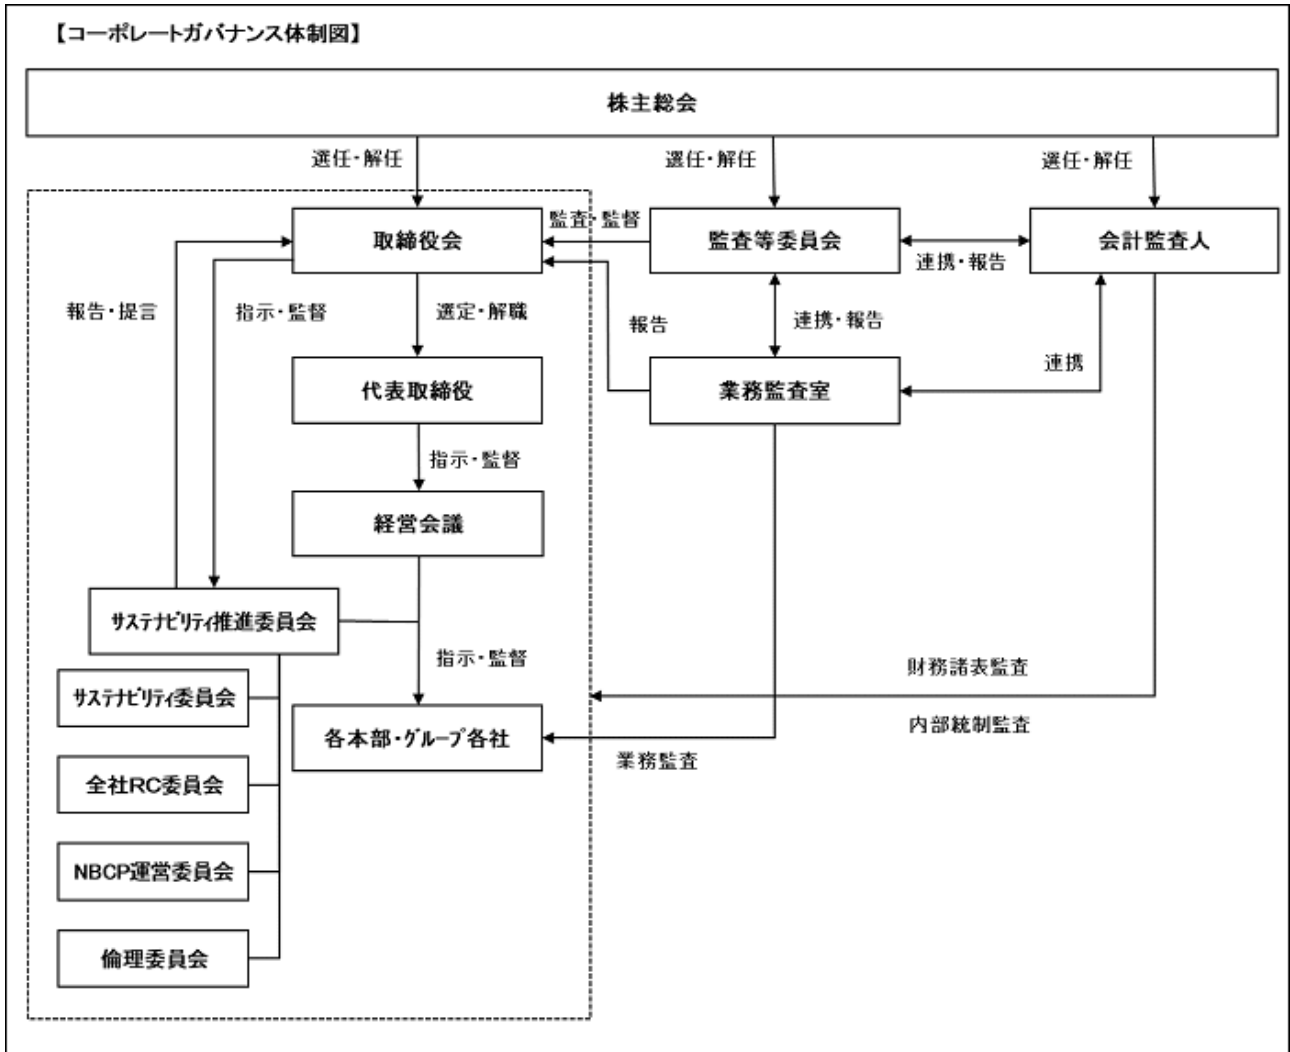 【コーポレートガバナンス体制図】
株主総会
選任・解任
選任・解任
選任・解任
取締役会
監査・監督
監査等委員会
会計監査人
連携・報告
報告・提言
指示・監督
選定・解職
報告
連携・報告
連携
代表取締役
業務監査室
指示・監督
経営会議
サステナビリティ推進委員会
指示・監督
財務諸表監査
サステナビリティ委員会
各本部・グループ各社
内部統制監査
業務監査
全社RC委員会
NBCP運営委員会
倫理委員会